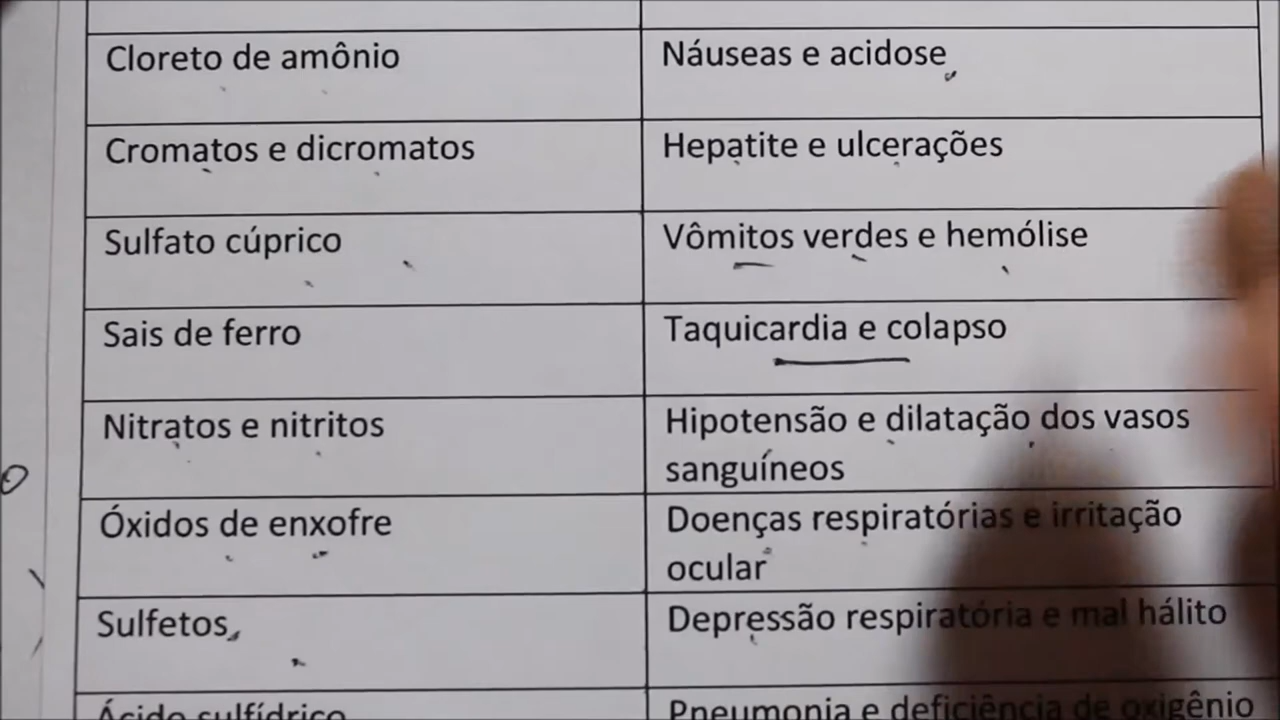 Cloreto de amônio
Náuseas e acidose
Cromatos e dicromatos
Hepatite e ulcerações
Sulfato cúprico
Vômitos verdes e hemólise
Sais de ferro
Taquicardia e colapso
Nitratos e nitritos
Hipotensão e dilatação dos vasos
sanguíneos
Óxidos de enxofre
Doenças respiratórias e irritação
ocular
Sulfetos
Depressão respiratória e mal hálito
Ácido sulfídrico
Pneumonia e deficiência de oxigênio